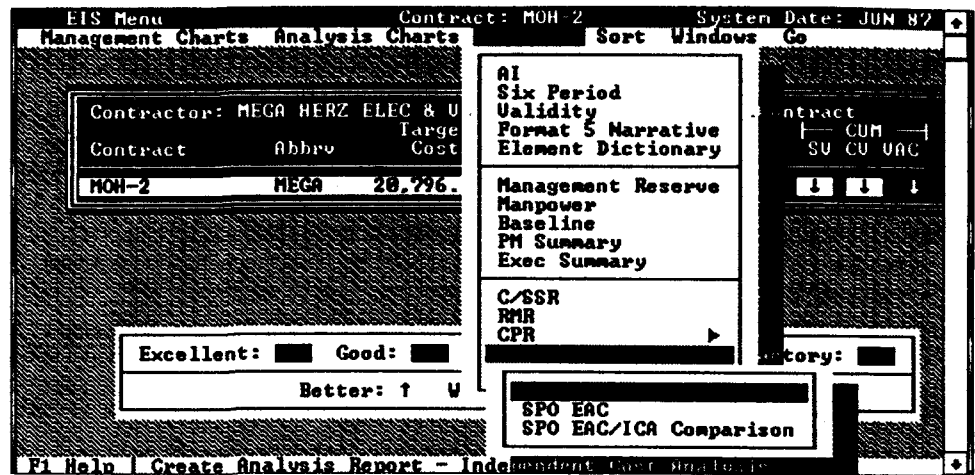 EIS Menu Contract: MOH-2 System Date: JUN 87
Management Charts Analysis Charts Sort Windows Go
AI
Six Period
Validity
Format 5 Narrative
Element Dictionary
Management Reserve
Manpower
Baseline
PM Summary
Exec Summary
C/SSR
RMR
CPR ▶
Contractor: MEGA HERZ ELEC & V
ntract
Targe
CUM
Contract Abbrv Cost
SV CV VAC
MOH-2 MEGA 20,796.
↓ ↓ ↓
Excellent: Good: tory:
Better: ↑ W
SPO EAC
SPO EAC/ICA Comparison
F1 Help | Create Analysis Report - Independent Cost Analysis